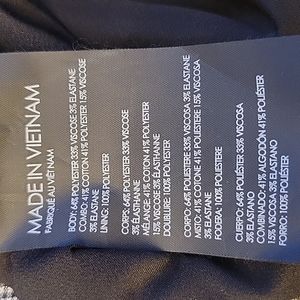 MADE IN VIETNAM
FABRIQUÉ AU VIÊT NAM
BODY: 64% POLYESTER 33% VISCOSE 3% ELASTANE
COMBO: 41% COTTON 41% POLYESTER 15% VISCOSE
3% ELASTANE
LINING: 100% POLYESTER
CORPS: 64% POLYESTER 33% VISCOSE
3% ÉLASTHANNE
MÉLANGE: 41% COTON 41% POLYESTER
15% VISCOSE 3% ÉLASTHANNE
DOUBLURE: 100% POLYESTER
CORPO: 64% POLIESTERE 33% VISCOSA 3% ELASTANE
MISTO: 41% COTONE 41% POLIESTERE 15% VISCOSA
3% ELASTANE
FODERA: 100% POLIESTERE
CUERPO: 64% POLIÉSTER 33% VISCOSA
3% ELASTANO
COMBINADO: 41% ALGODÓN 41% POLIÉSTER
15% VISCOSA 3% ELASTANO
FORRO: 100% POLIÉSTER